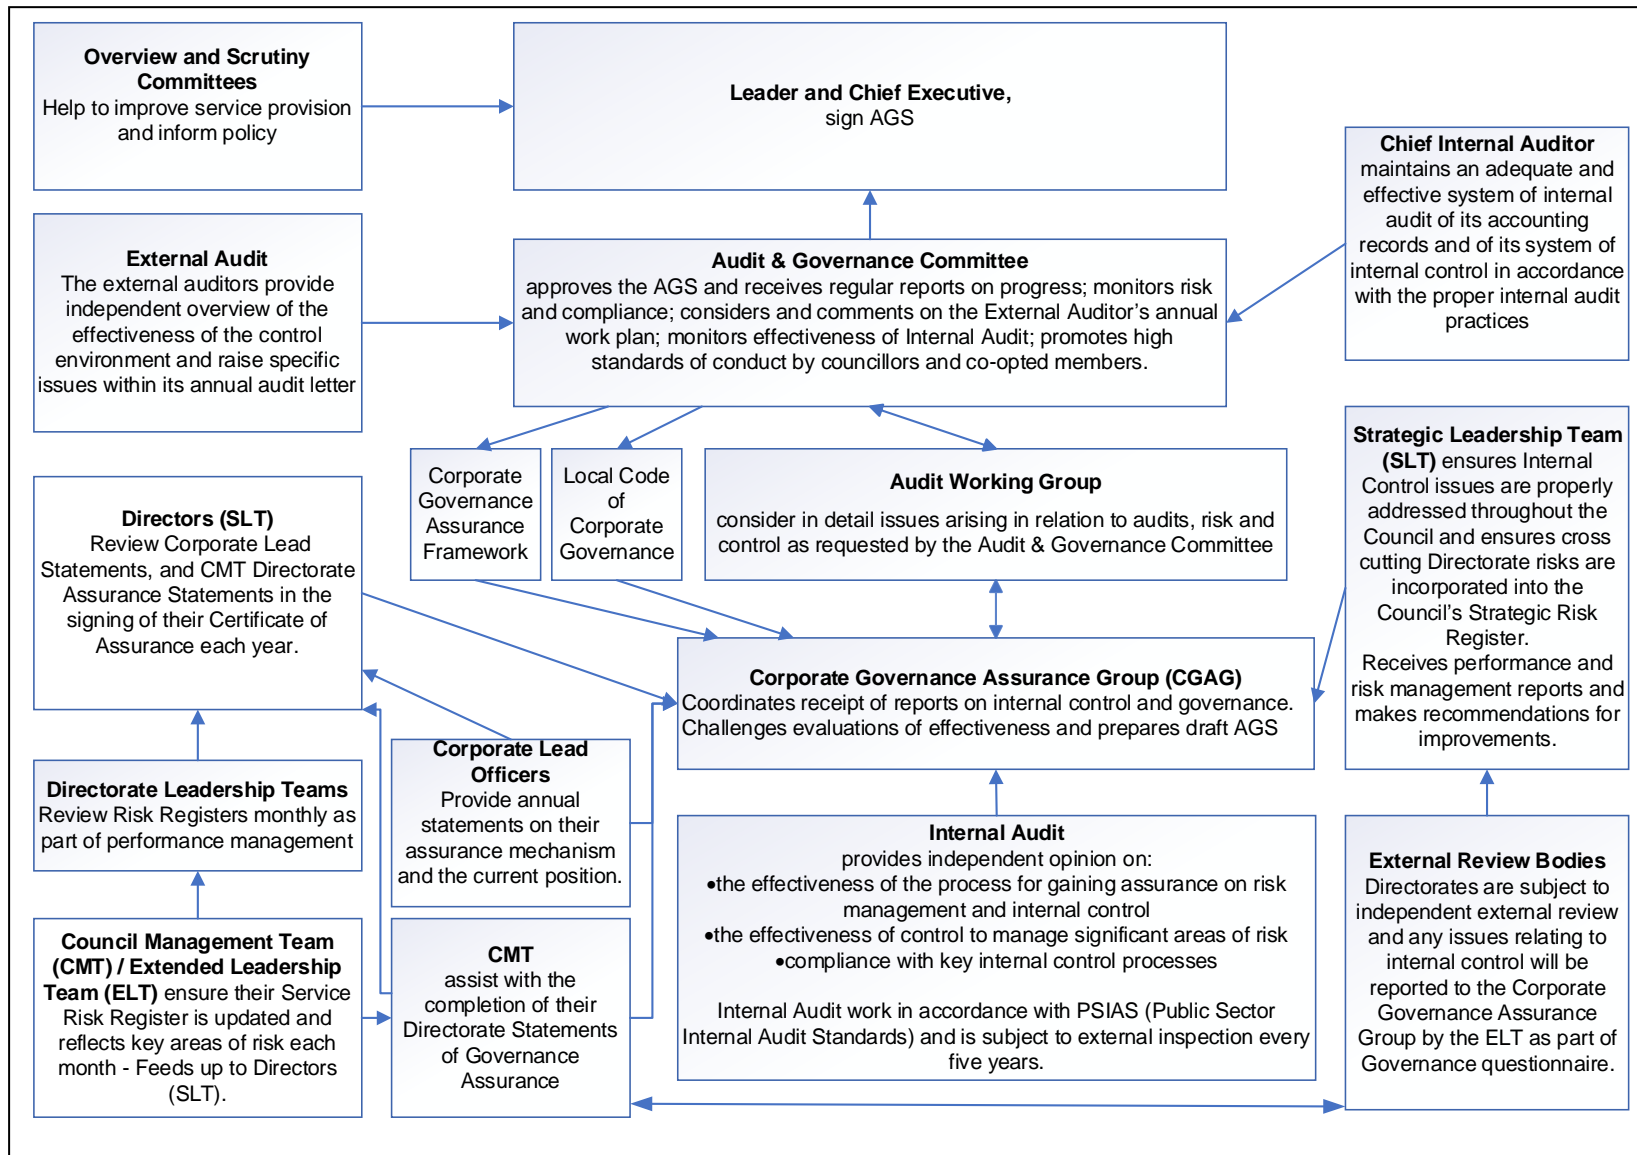 Overview and Scrutiny
Committees
Help to improve service provision
and inform policy
Leader and Chief Executive,
sign AGS
Chief Internal Auditor
maintains an adequate and
effective system of internal
audit of its accounting
records and of its system of
internal control in accordance
with the proper internal audit
practices
External Audit
The external auditors provide
independent overview of the
effectiveness of the control
environment and raise specific
issues within its annual audit letter
Audit & Governance Committee
approves the AGS and receives regular reports on progress; monitors risk
and compliance; considers and comments on the External Auditor's annual
work plan; monitors effectiveness of Internal Audit; promotes high
standards of conduct by councillors and co-opted members.
Corporate
Governance
Assurance
Framework
Local Code
of
Corporate
Governance
Audit Working Group
consider in detail issues arising in relation to audits, risk and
control as requested by the Audit & Governance Committee
Strategic Leadership Team
(SLT) ensures Internal
Control issues are properly
addressed throughout the
Council and ensures cross
cutting Directorate risks are
incorporated into the
Council's Strategic Risk
Register.
Receives performance and
risk management reports and
makes recommendations for
improvements.
Directors (SLT)
Review Corporate Lead
Statements, and CMT Directorate
Assurance Statements in the
signing of their Certificate of
Assurance each year.
Corporate Governance Assurance Group (CGAG)
Coordinates receipt of reports on internal control and governance.
Challenges evaluations of effectiveness and prepares draft AGS
Directorate Leadership Teams
Review Risk Registers monthly as
part of performance management
Corporate Lead
Officers
Provide annual
statements on their
assurance mechanism
and the current position.
Internal Audit
provides independent opinion on:
•the effectiveness of the process for gaining assurance on risk
management and internal control
•the effectiveness of control to manage significant areas of risk
•compliance with key internal control processes
Internal Audit work in accordance with PSIAS (Public Sector
Internal Audit Standards) and is subject to external inspection every
five years.
External Review Bodies
Directorates are subject to
independent external review
and any issues relating to
internal control will be
reported to the Corporate
Governance Assurance
Group by the ELT as part of
Governance questionnaire.
Council Management Team
(CMT) / Extended Leadership
Team (ELT) ensure their Service
Risk Register is updated and
reflects key areas of risk each
month - Feeds up to Directors
(SLT).
CMT
assist with the
completion of their
Directorate Statements
of Governance
Assurance